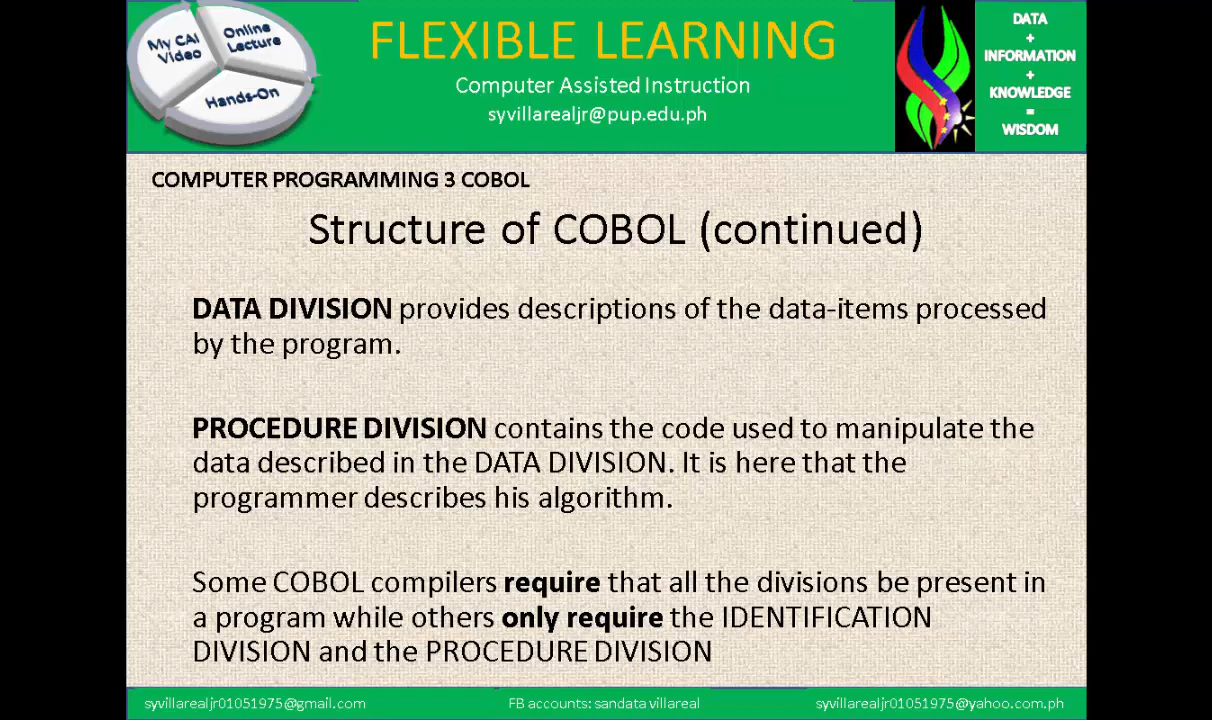 My CAI
Video
Online
Lecture
Hands-On
FLEXIBLE LEARNING
Computer Assisted Instruction
syvillarealjr@pup.edu.ph
DATA
+
INFORMATION
+
KNOWLEDGE
=
WISDOM
COMPUTER PROGRAMMING 3 COBOL
Structure of COBOL (continued)
DATA DIVISION provides descriptions of the data-items processed
by the program.
PROCEDURE DIVISION contains the code used to manipulate the
data described in the DATA DIVISION. It is here that the
programmer describes his algorithm.
Some COBOL compilers require that all the divisions be present in
a program while others only require the IDENTIFICATION
DIVISION and the PROCEDURE DIVISION
syvillarealjr01051975@gmail.com
FB accounts: sandata villareal
syvillarealjr01051975@yahoo.com.ph